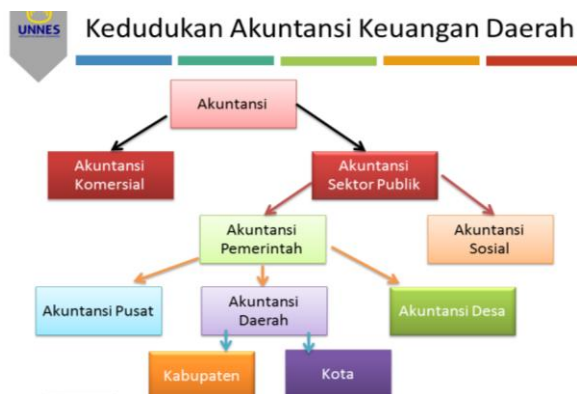 UNNES
Kedudukan Akuntansi Keuangan Daerah
Akuntansi
Akuntansi
Komersial
Akuntansi
Sektor Publik
Akuntansi
Pemerintah
Akuntansi
Sosial
Akuntansi Pusat
Akuntansi
Daerah
Akuntansi Desa
Kabupaten
Kota